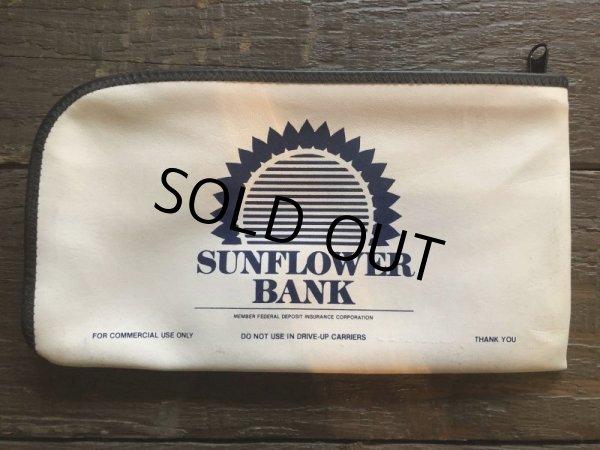 SOLD OUT
SUNFLOWER
BANK
MEMBER FEDERAL DEPOSIT INSURANCE CORPORATION
FOR COMMERCIAL USE ONLY DO NOT USE IN DRIVE-UP CARRIERS THANK YOU